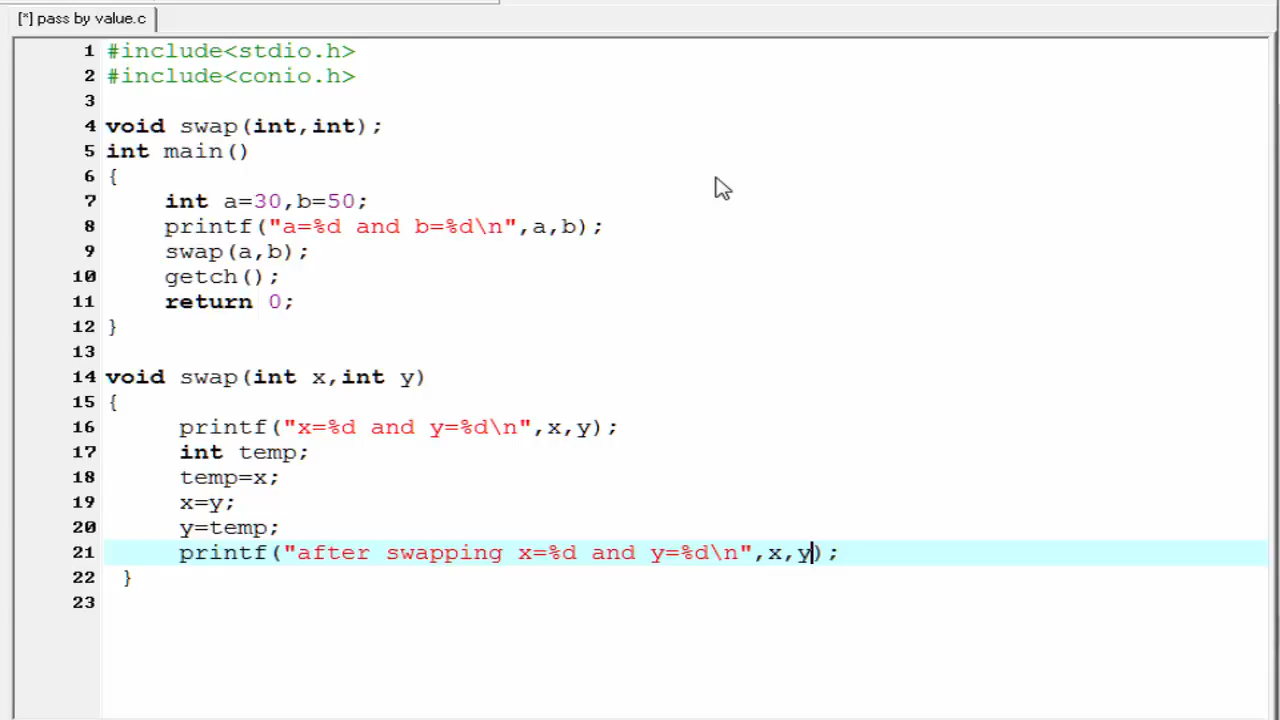 [*] pass by value.c
1 #include<stdio.h>
2 #include<conio.h>
3
4 void swap(int,int);
5 int main()
6 {
7 int a=30,b=50;
8 printf("a=%d and b=%d\n",a,b);
9 swap(a,b);
10 getch();
11 return 0;
12 }
13
14 void swap(int x,int y)
15 {
16 printf("x=%d and y=%d\n",x,y);
17 int temp;
18 temp=x;
19 x=y;
20 y=temp;
21 printf("after swapping x=%d and y=%d\n",x,y);
22 }
23